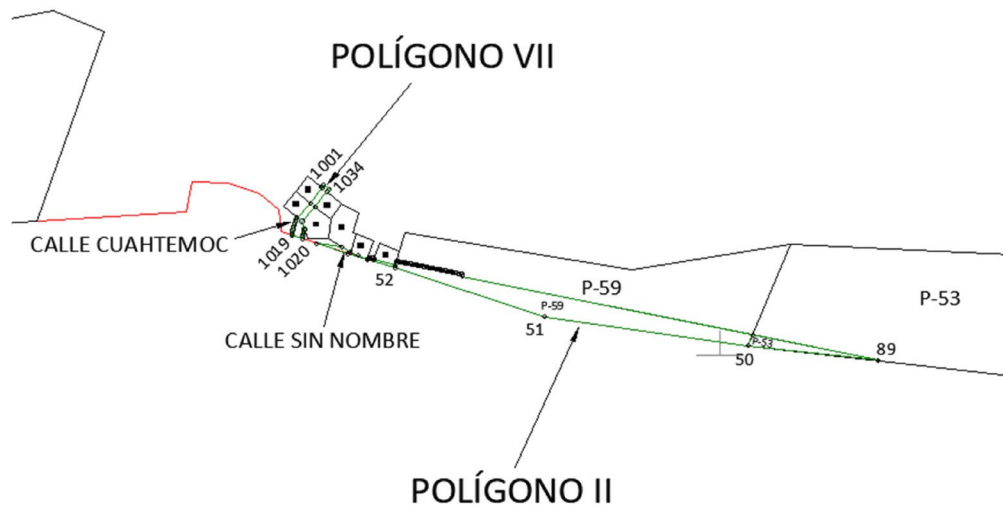 POLÍGONO VII
1001
1034
CALLE CUAHTEMOC
1019
1020
52
CALLE SIN NOMBRE
P-59
P-59
P-53
51
P-53
50
89
POLÍGONO II